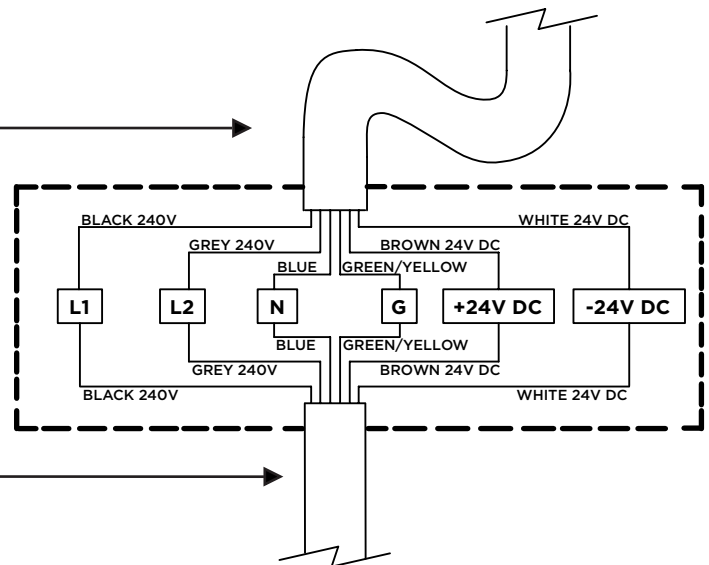 BLACK 240V WHITE 24V DC
GREY 240V BROWN 24V DC
BLUE GREEN/YELLOW
L1 L2 N G +24V DC -24V DC
BLUE GREEN/YELLOW
GREY 240V BROWN 24V DC
BLACK 240V WHITE 24V DC